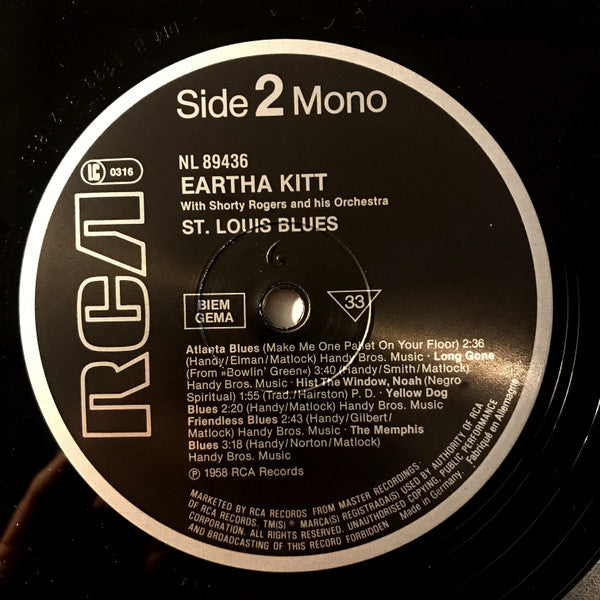 Side 2 Mono
NL 89436
LC 0316
EARTHA KITT
With Shorty Rogers and his Orchestra
ST. LOUIS BLUES
RCA
BIEM
GEMA
33
Atlanta Blues (Make Me One Pallet On Your Floor) 2:36
(Handy/Elman/Matlock) Handy Bros. Music · Long Gone
(From »Bowlin' Green«) 3:40 (Handy/Smith/Matlock)
Handy Bros. Music · Hist The Window, Noah (Negro
Spiritual) 1:55 (Trad./Hairston) P. D. · Yellow Dog
Blues 2:20 (Handy/Matlock) Handy Bros. Music
Friendless Blues 2:43 (Handy/Gilbert/
Matlock) Handy Bros. Music · The Memphis
Blues 3:18 (Handy/Norton/Matlock)
Handy Bros. Music
Ⓟ 1958 RCA Records
MARKETED BY RCA RECORDS FROM MASTER RECORDINGS.
OF RCA RECORDS. TM(S) ® MARCA(S) REGISTRADA(S) USED BY AUTHORITY OF RCA
CORPORATION. ALL RIGHTS RESERVED. UNAUTHORISED COPYING, PUBLIC PERFORMANCE
AND BROADCASTING OF THIS RECORD FORBIDDEN
Made in Germany. Fabriqué en Allemagne